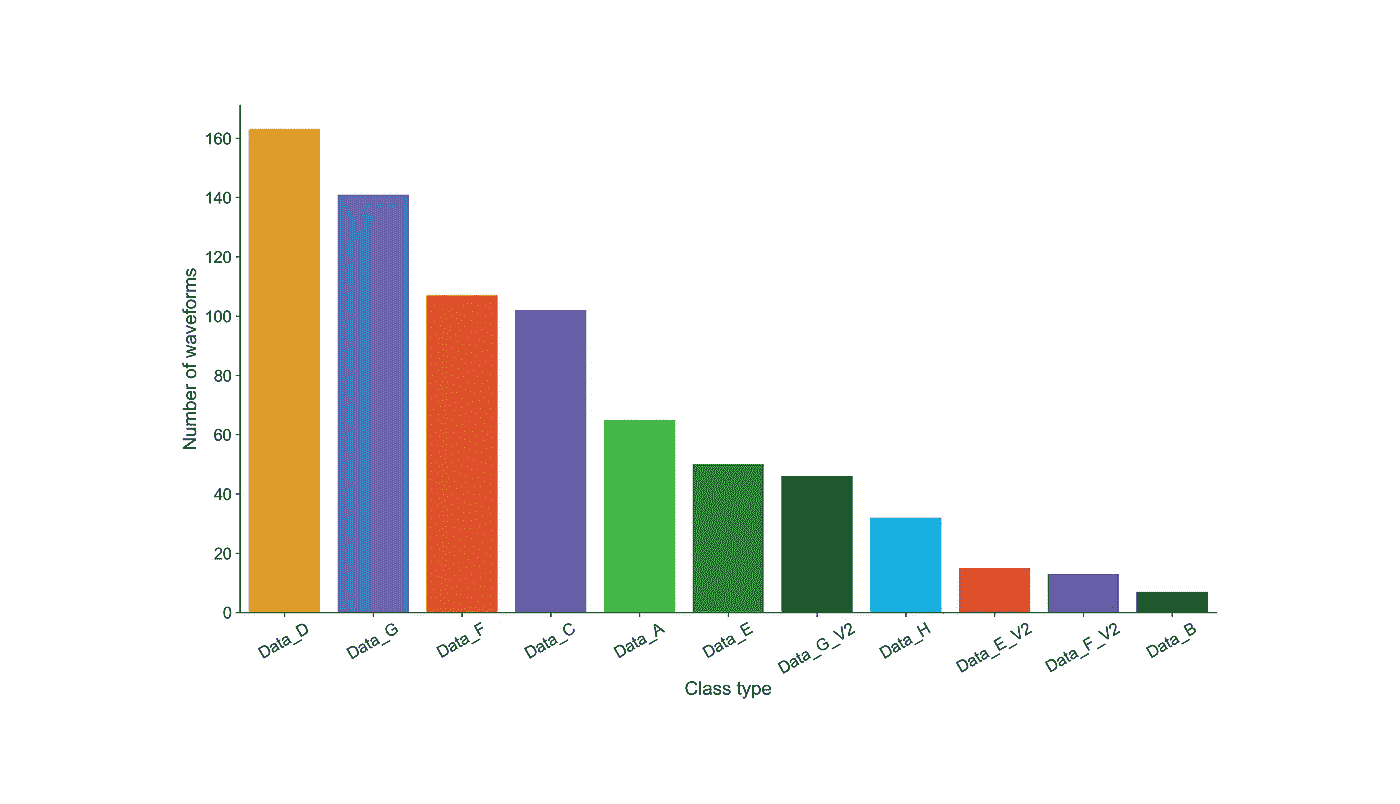 160
140
120
100
80
60
40
20
0
Number of waveforms
Data_D
Data_G
Data_F
Data_C
Data_A
Data_E
Data_G_V2
Data_H
Data_E_V2
Data_F_V2
Data_B
Class type